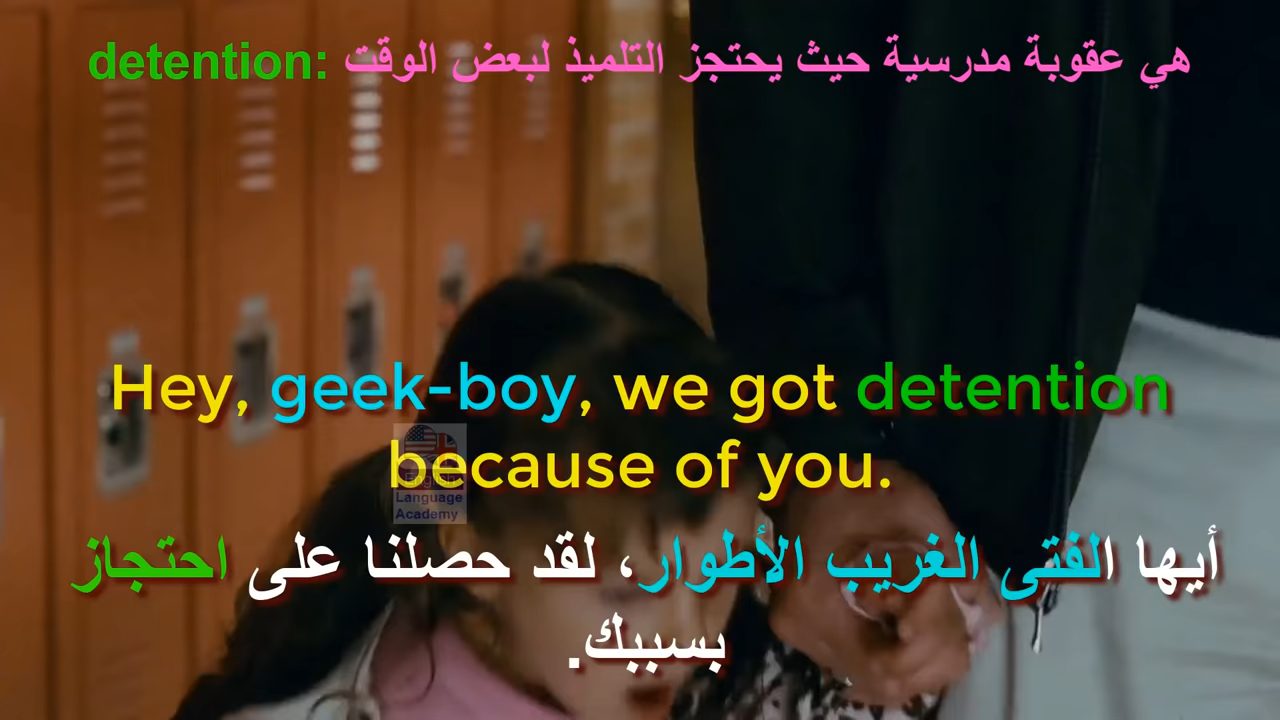 detention: هي عقوبة مدرسية حيث يحتجز التلميذ لبعض الوقت
Hey, geek-boy, we got detention
because of you.
English
Language
Academy
أيها الفتى الغريب الأطوار، لقد حصلنا على احتجاز
بسببك.